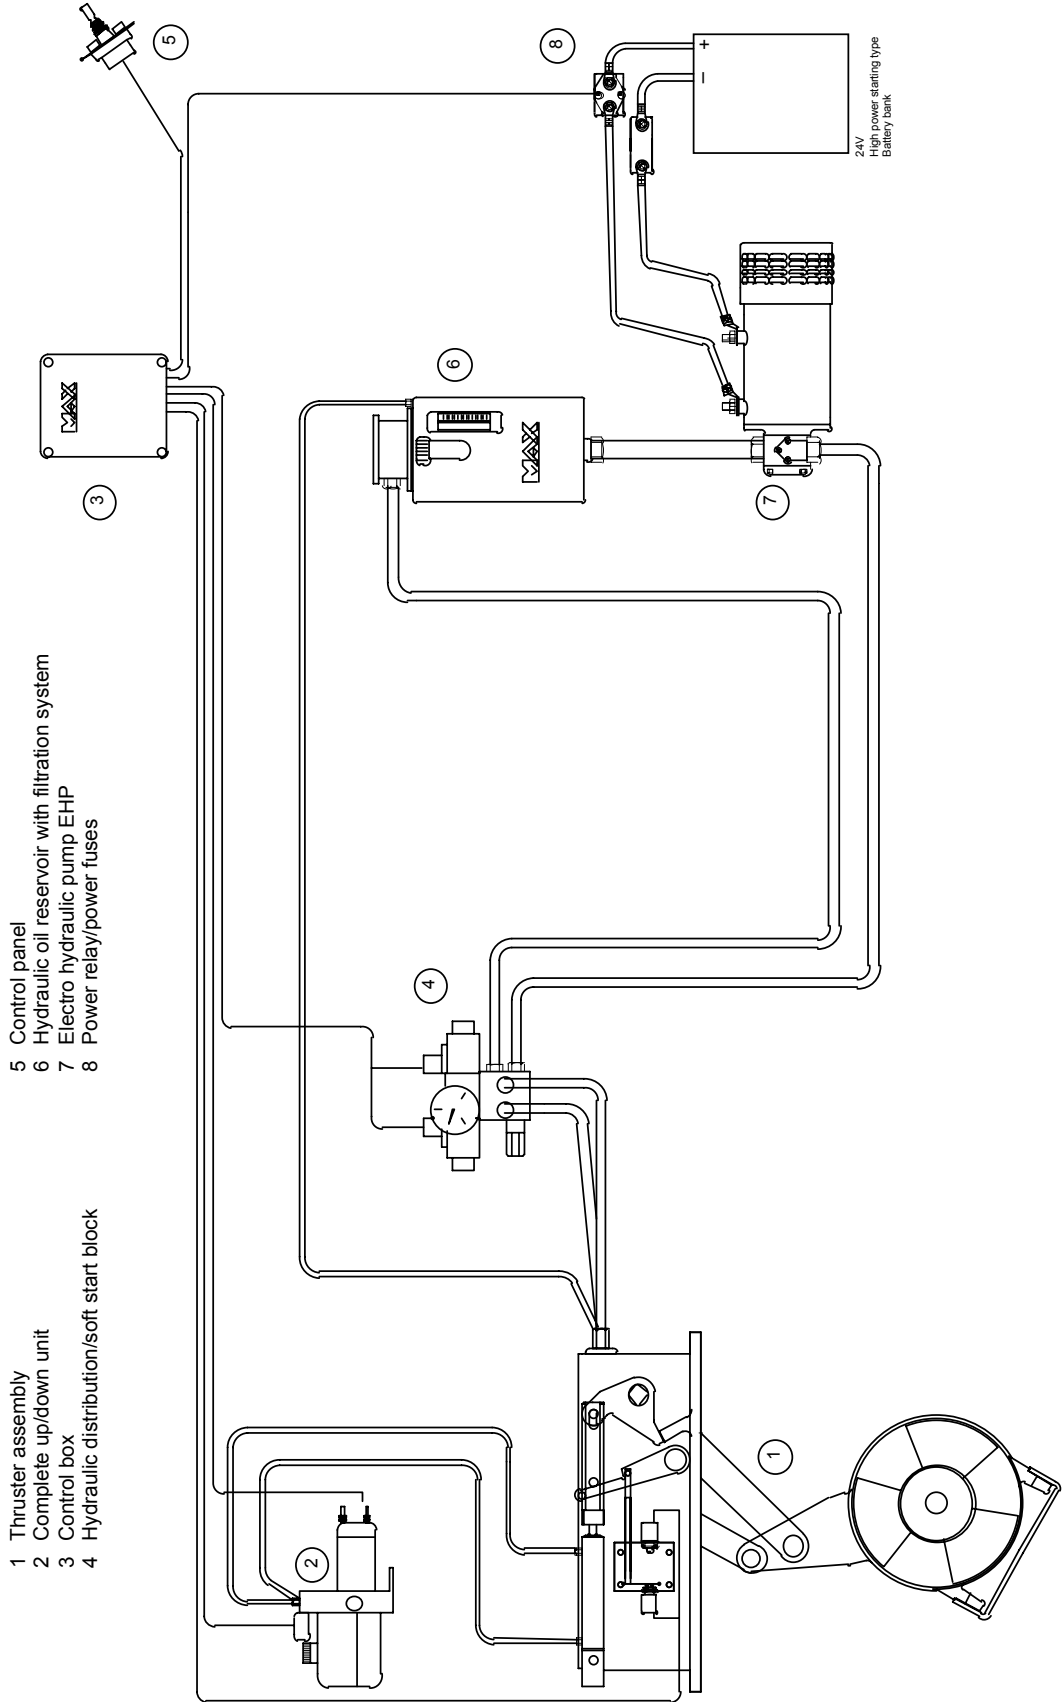 1 Thruster assembly
2 Complete up/down unit
3 Control box
4 Hydraulic distribution/soft start block
5 Control panel
6 Hydraulic oil reservoir with filtration system
7 Electro hydraulic pump EHP
8 Power relay/power fuses
5
3
MAX
8
+
−
24V
High power starting type
Battery bank
6
MAX
7
4
2
1